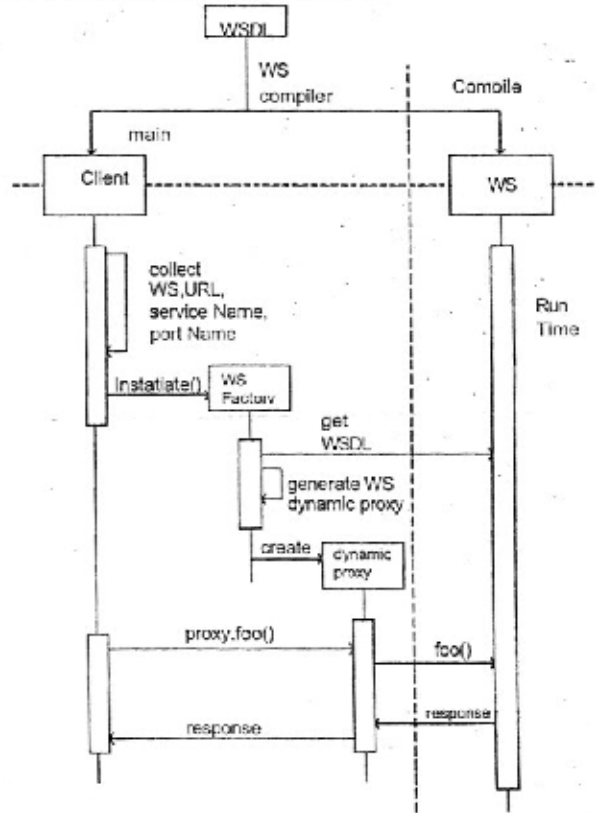 WSDL
WS
compiler
Compile
main
Client
WS
collect
WS,URL,
service Name,
port Name
Run
Time
Instatiate()
WS
Factory
get
WSDL
generate WS
dynamic proxy
create
dynamic
proxy
proxy.foo()
foo()
response
response